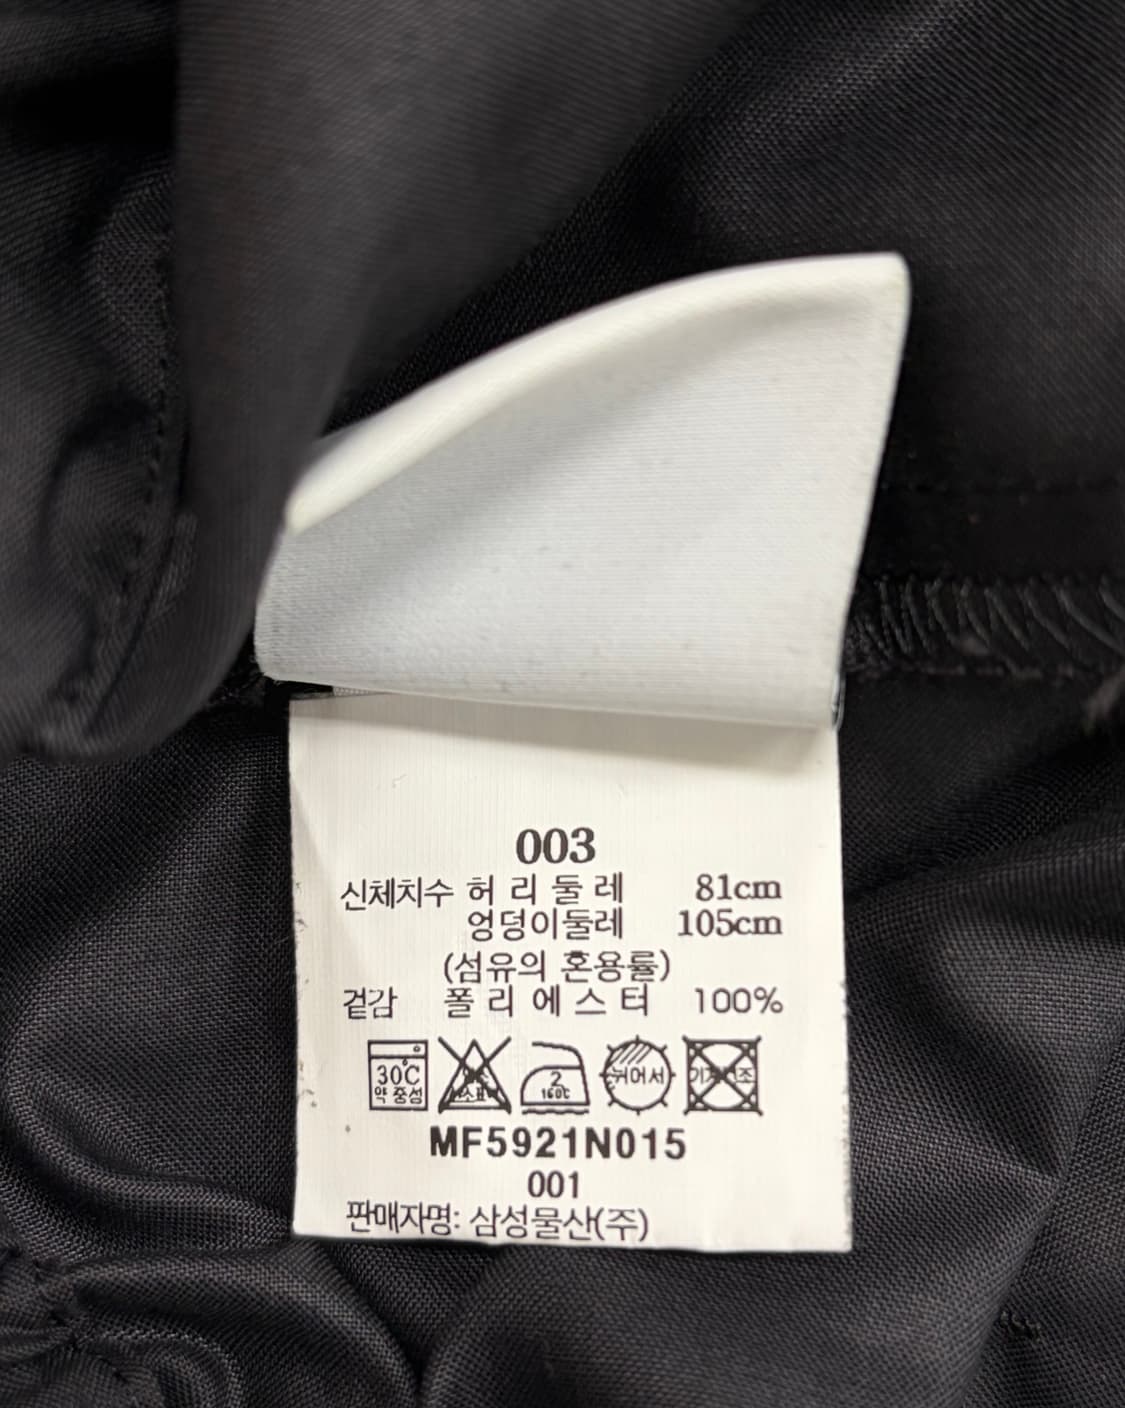 003
신체치수 허 리 둘 레 81cm
엉덩이둘레 105cm
(섬유의 혼용률)
겉감 폴 리 에 스 터 100%
30℃
약 중성
2
160℃
뉘어서
MF5921N015
001
판매자명: 삼성물산(주)